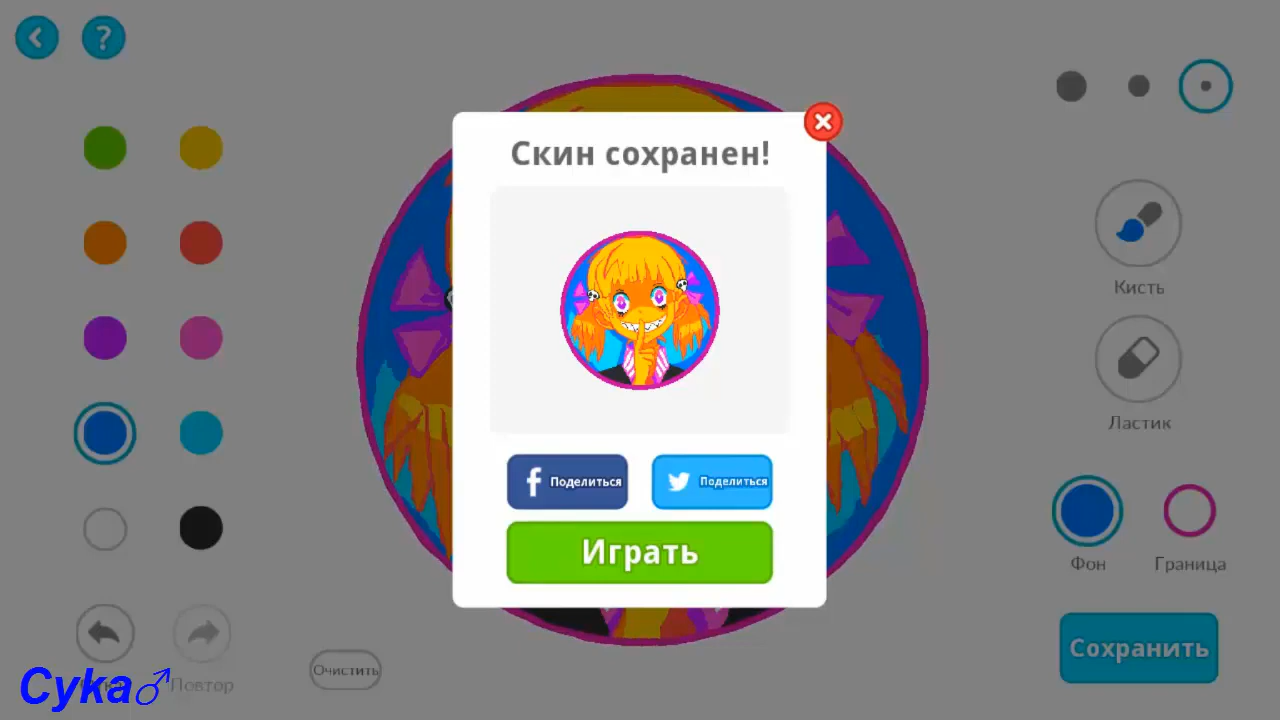 ?
Скин сохранен!
Поделиться
Поделиться
Играть
Кисть
Ластик
Фон
Граница
Сохранить
Очистить
Повтор
Cyka♂